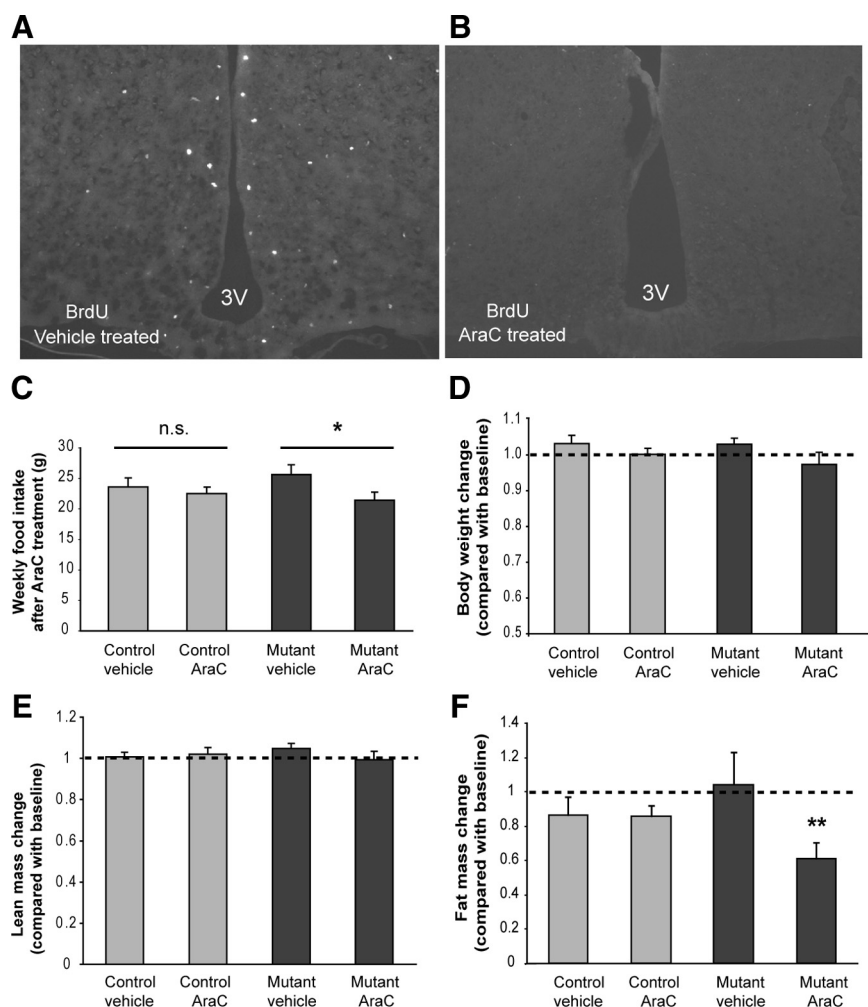 A
B
3V
BrdU
Vehicle treated
3V
BrdU
AraC treated
C
n.s.
*
Weekly food intake
after AraC treatment (g)
30
25
20
15
10
5
0
Control
vehicle
Control
AraC
Mutant
vehicle
Mutant
AraC
D
Body weight change
(compared with baseline)
1.1
1
0.9
0.8
0.7
0.6
0.5
Control
vehicle
Control
AraC
Mutant
vehicle
Mutant
AraC
E
Lean mass change
(compared with baseline)
1.2
1
0.8
0.6
0.4
0.2
0
Control
vehicle
Control
AraC
Mutant
vehicle
Mutant
AraC
F
Fat mass change
(compared with baseline)
1.4
1.2
1
0.8
0.6
0.4
0.2
0
**
Control
vehicle
Control
AraC
Mutant
vehicle
Mutant
AraC